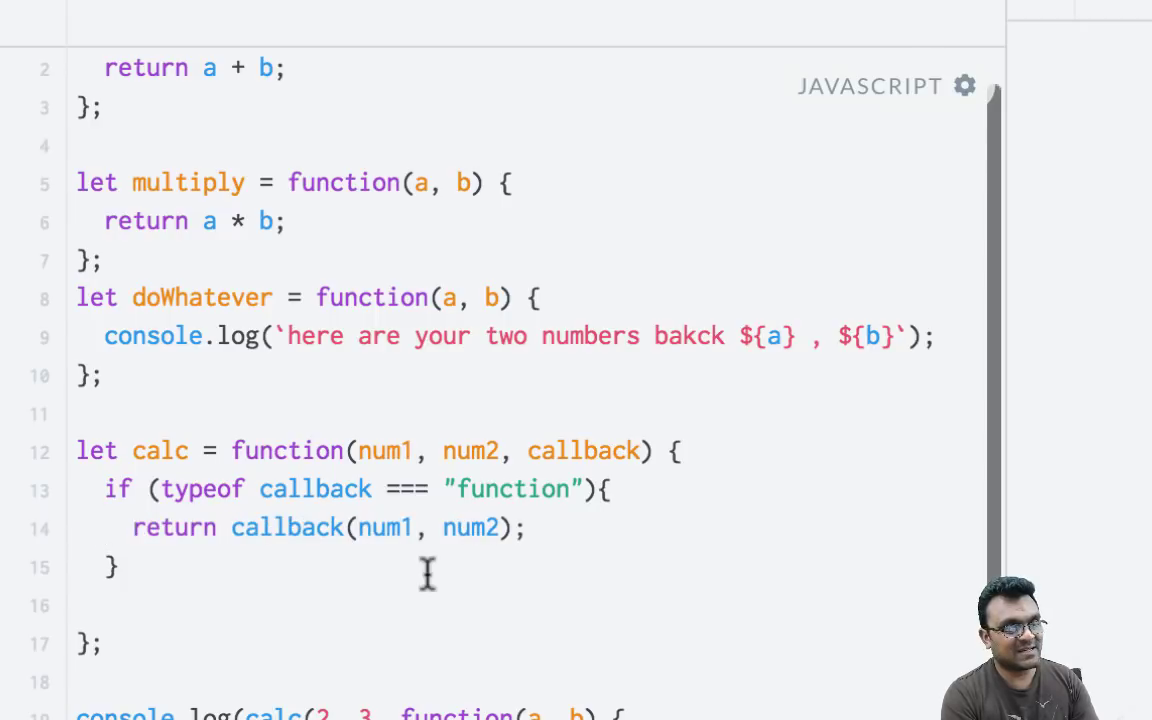 2 return a + b;
JAVASCRIPT
3 };
4
5 let multiply = function(a, b) {
6 return a * b;
7 };
8 let doWhatever = function(a, b) {
9 console.log(`here are your two numbers bakck ${a} , ${b}`);
10 };
11
12 let calc = function(num1, num2, callback) {
13 if (typeof callback === "function"){
14 return callback(num1, num2);
15 }
16
17 };
18
19 console.log(calc(2, 3, function(a, b) {